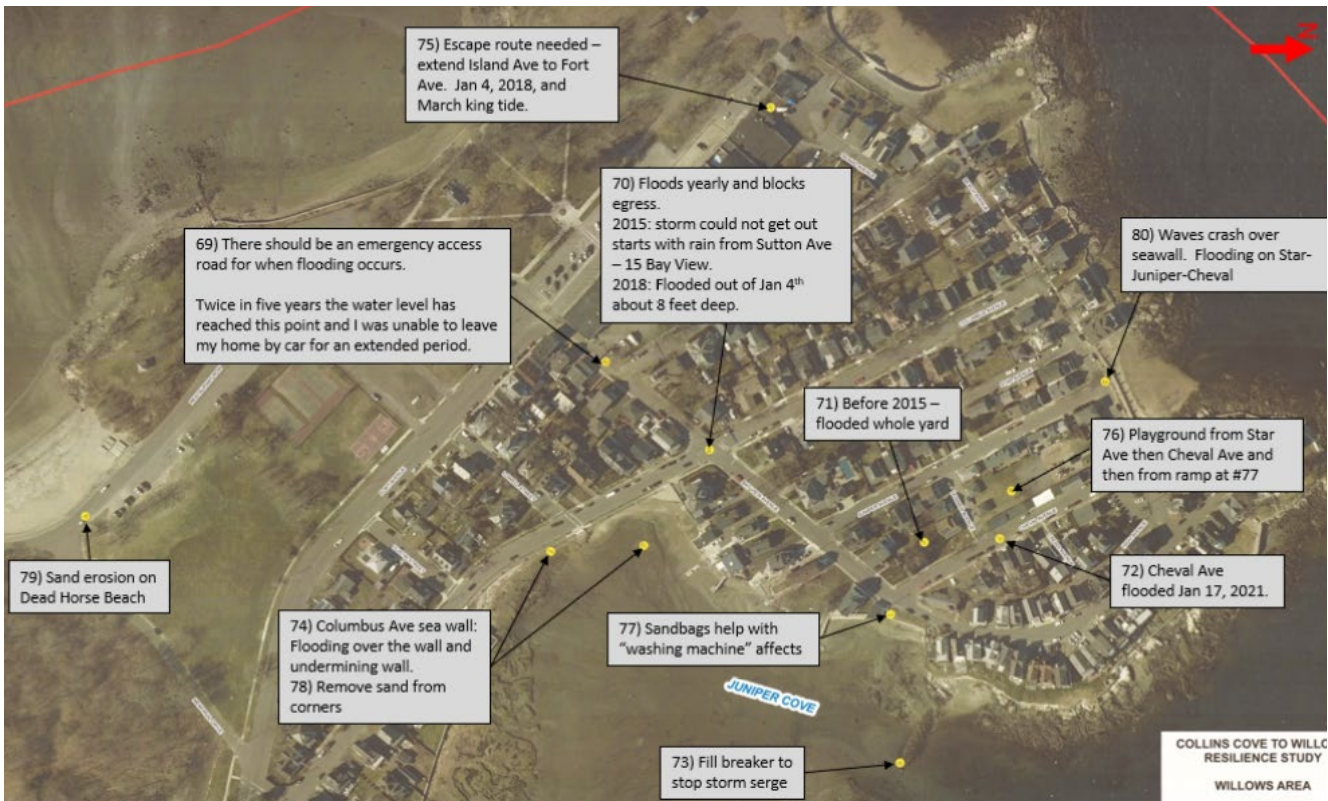 75) Escape route needed –
extend Island Ave to Fort
Ave. Jan 4, 2018, and
March king tide.
N
70) Floods yearly and blocks
egress.
2015: storm could not get out
starts with rain from Sutton Ave
– 15 Bay View.
2018: Flooded out of Jan 4th
about 8 feet deep.
69) There should be an emergency access
road for when flooding occurs.
Twice in five years the water level has
reached this point and I was unable to leave
my home by car for an extended period.
80) Waves crash over
seawall. Flooding on Star-
Juniper-Cheval
71) Before 2015 –
flooded whole yard
76) Playground from Star
Ave then Cheval Ave and
then from ramp at #77
79) Sand erosion on
Dead Horse Beach
72) Cheval Ave
flooded Jan 17, 2021.
74) Columbus Ave sea wall:
Flooding over the wall and
undermining wall.
78) Remove sand from
corners
77) Sandbags help with
“washing machine” affects
JUNIPER COVE
73) Fill breaker to
stop storm serge
COLLINS COVE TO WILLO
RESILIENCE STUDY
WILLOWS AREA